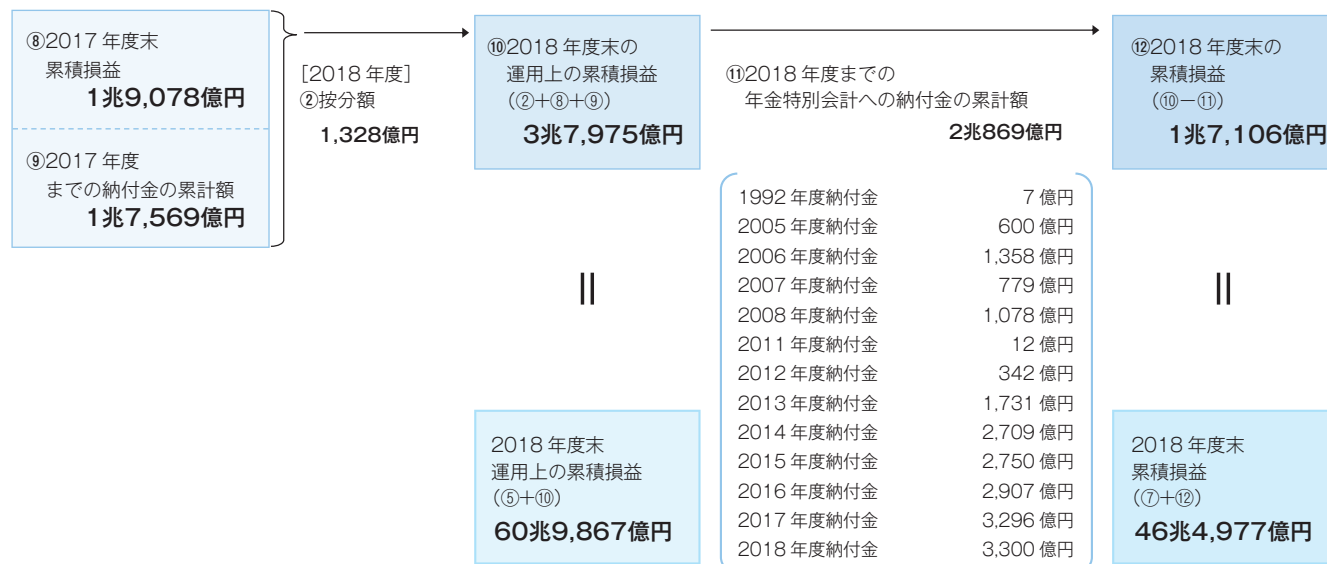 ⑧2017年度末
累積損益
1兆9,078億円
⑨2017年度
までの納付金の累計額
1兆7,569億円
[2018年度]
②按分額
1,328億円
⑩2018年度末の
運用上の累積損益
(②+⑧+⑨)
3兆7,975億円
⑪2018年度までの
年金特別会計への納付金の累計額
2兆869億円
⑫2018年度末の
累積損益
(⑩−⑪)
1兆7,106億円
1992年度納付金 7億円
2005年度納付金 600億円
2006年度納付金 1,358億円
2007年度納付金 779億円
2008年度納付金 1,078億円
2011年度納付金 12億円
2012年度納付金 342億円
2013年度納付金 1,731億円
2014年度納付金 2,709億円
2015年度納付金 2,750億円
2016年度納付金 2,907億円
2017年度納付金 3,296億円
2018年度納付金 3,300億円
=
2018年度末
運用上の累積損益
(⑤+⑩)
60兆9,867億円
=
2018年度末
累積損益
(⑦+⑫)
46兆4,977億円